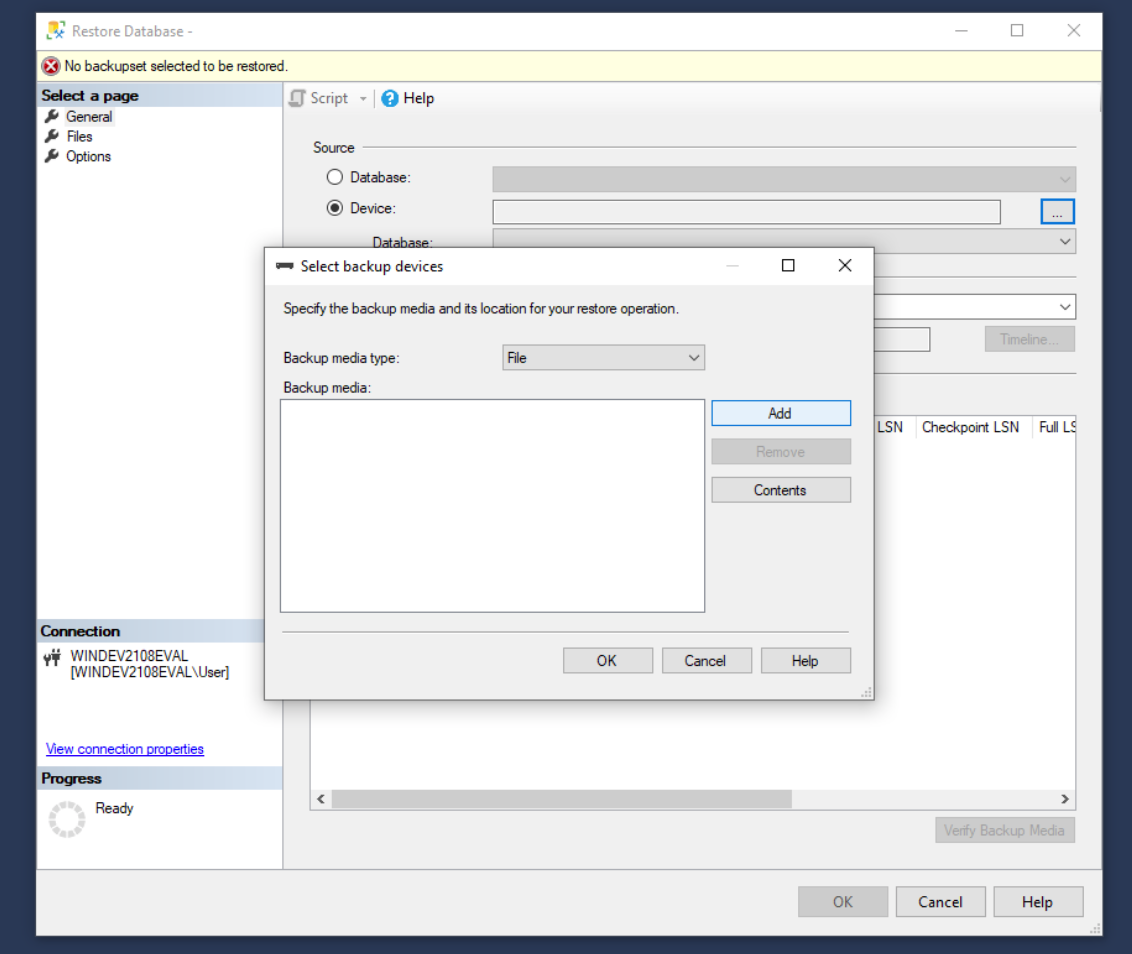 Restore Database -
No backupset selected to be restored.
Select a page
General
Files
Options
Script
Help
Source
Database:
Device:
...
Database:
Timeline...
LSN Checkpoint LSN Full LS
Select backup devices
Specify the backup media and its location for your restore operation.
Backup media type: File
Backup media:
Add
Remove
Contents
OK Cancel Help
Connection
WINDEV2108EVAL
[WINDEV2108EVAL\User]
View connection properties
Progress
Ready
Verify Backup Media
OK Cancel Help